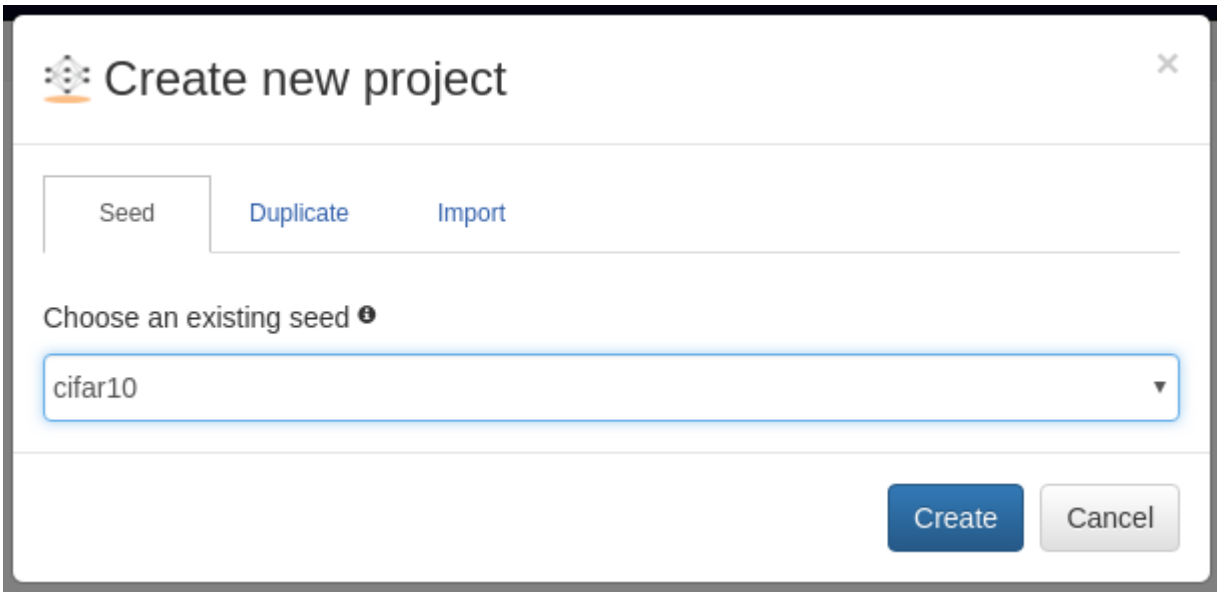 Create new project ×
Seed Duplicate Import
Choose an existing seed
cifar10
Create Cancel